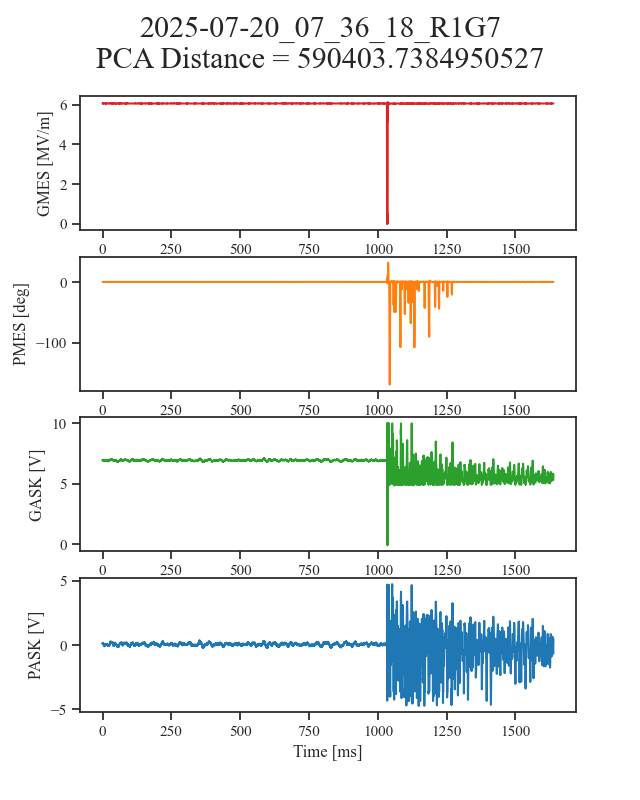 2025-07-20_07_36_18_R1G7
PCA Distance = 590403.7384950527
GMES [MV/m]
6
4
2
0
0 250 500 750 1000 1250 1500
PMES [deg]
0
−100
0 250 500 750 1000 1250 1500
GASK [V]
10
5
0
0 250 500 750 1000 1250 1500
PASK [V]
5
0
−5
0 250 500 750 1000 1250 1500
Time [ms]